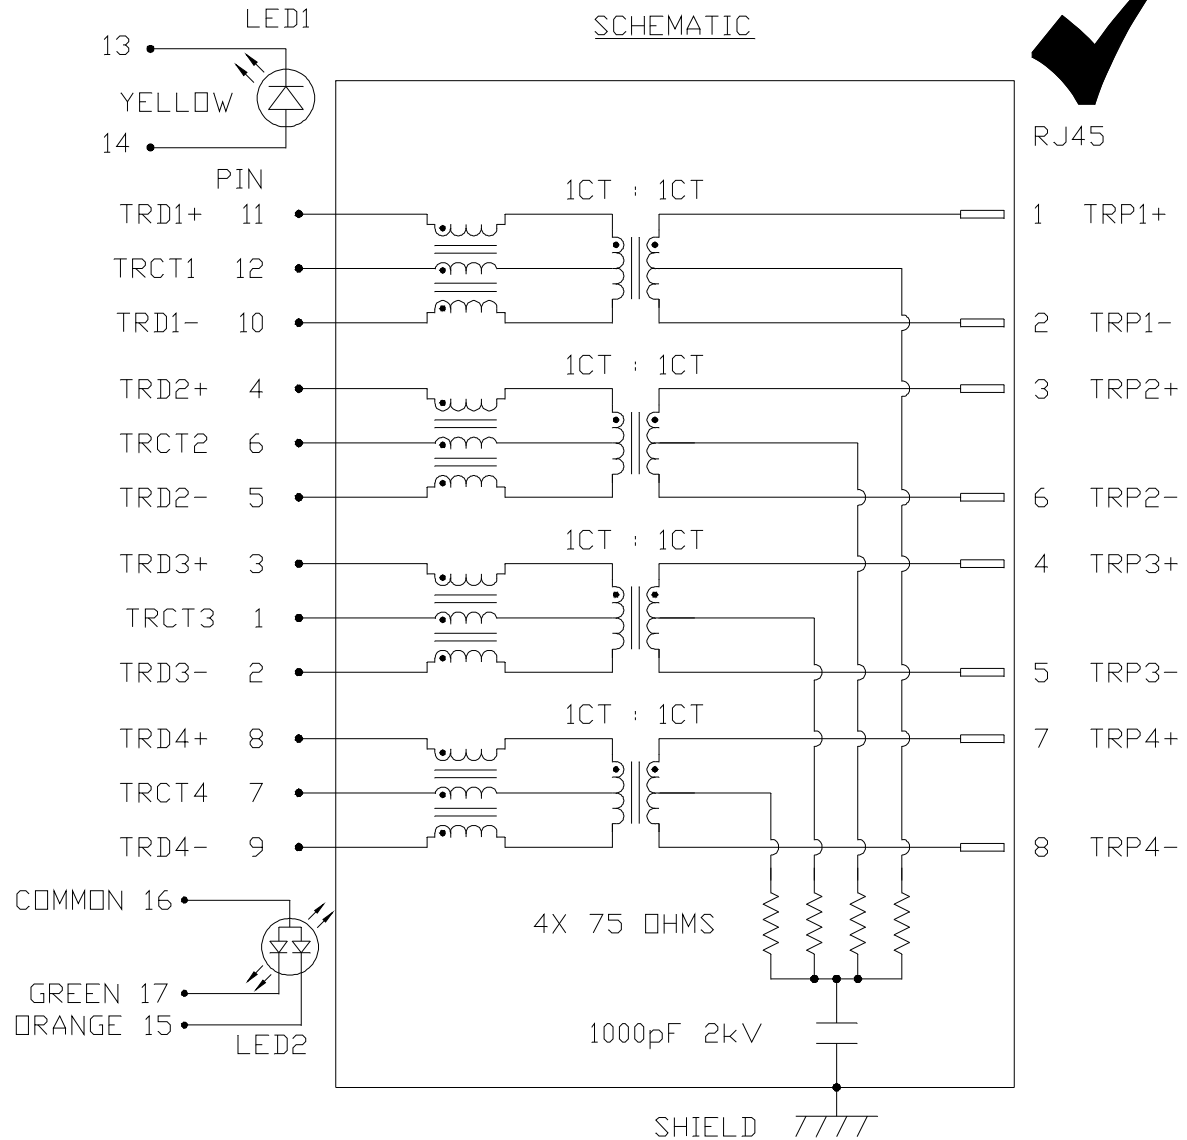 LED1
SCHEMATIC
13
YELLOW
14
RJ45
PIN
1CT : 1CT
TRD1+ 11
1 TRP1+
TRCT1 12
TRD1- 10
2 TRP1-
1CT : 1CT
TRD2+ 4
3 TRP2+
TRCT2 6
TRD2- 5
6 TRP2-
1CT : 1CT
TRD3+ 3
4 TRP3+
TRCT3 1
TRD3- 2
5 TRP3-
1CT : 1CT
TRD4+ 8
7 TRP4+
TRCT4 7
TRD4- 9
8 TRP4-
COMMON 16
4X 75 OHMS
GREEN 17
ORANGE 15
LED2
1000pF 2kV
SHIELD